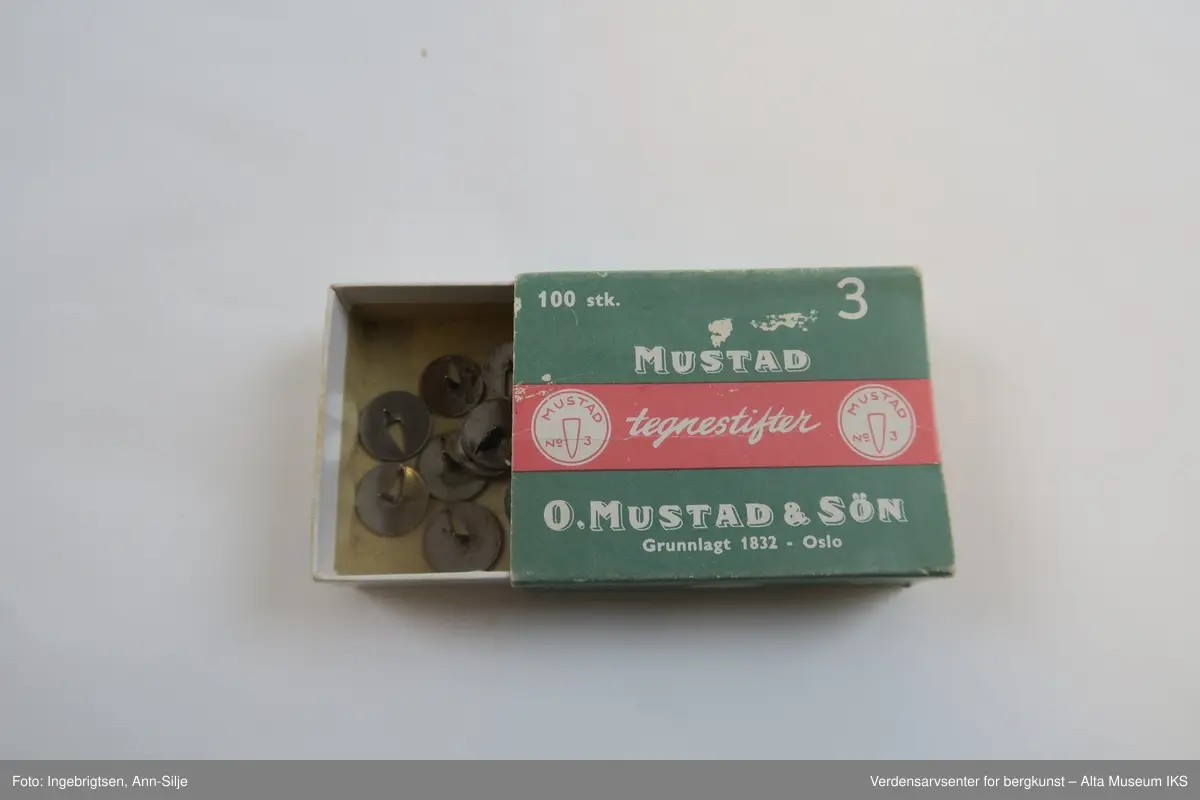 100 stk.
3
MUSTAD
MUSTAD
No 3
tegnestifter
MUSTAD
No 3
O. MUSTAD & SÖN
Grunnlagt 1832 - Oslo
Foto: Ingebrigtsen, Ann-Silje
Verdensarvsenter for bergkunst – Alta Museum IKS